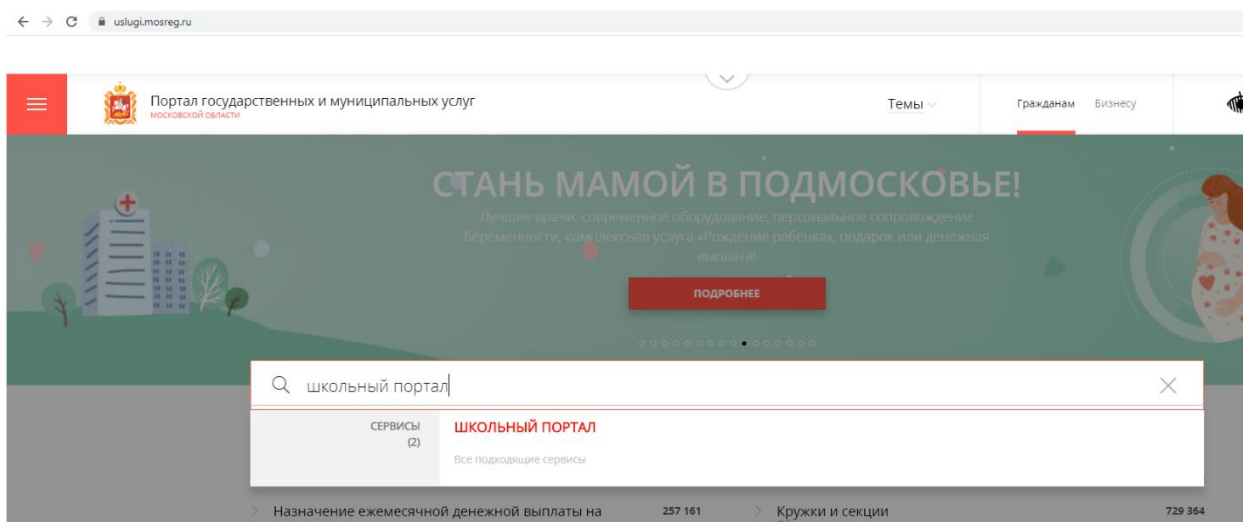 uslugi.mosreg.ru
Портал государственных и муниципальных услуг
МОСКОВСКОЙ ОБЛАСТИ
Темы
Гражданам Бизнесу
СТАНЬ МАМОЙ В ПОДМОСКОВЬЕ!
Лучшие врачи, современное оборудование, персональное сопровождение
беременности, комплексная услуга «Рождение ребенка», подарок или денежная
выплата!
ПОДРОБНЕЕ
школьный портал
СЕРВИСЫ
(2)
ШКОЛЬНЫЙ ПОРТАЛ
Все подходящие сервисы
Назначение ежемесячной денежной выплаты на 257 161
Кружки и секции 729 364